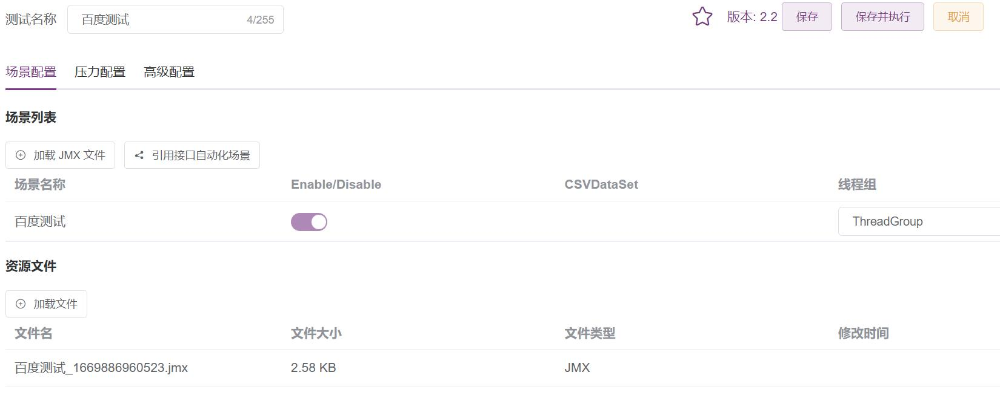 测试名称 百度测试 4/255 版本: 2.2 保存 保存并执行 取消
场景配置 压力配置 高级配置
场景列表
加载 JMX 文件 引用接口自动化场景
场景名称 Enable/Disable CSVDataSet 线程组
百度测试 ThreadGroup
资源文件
加载文件
文件名 文件大小 文件类型 修改时间
百度测试_1669886960523.jmx 2.58 KB JMX